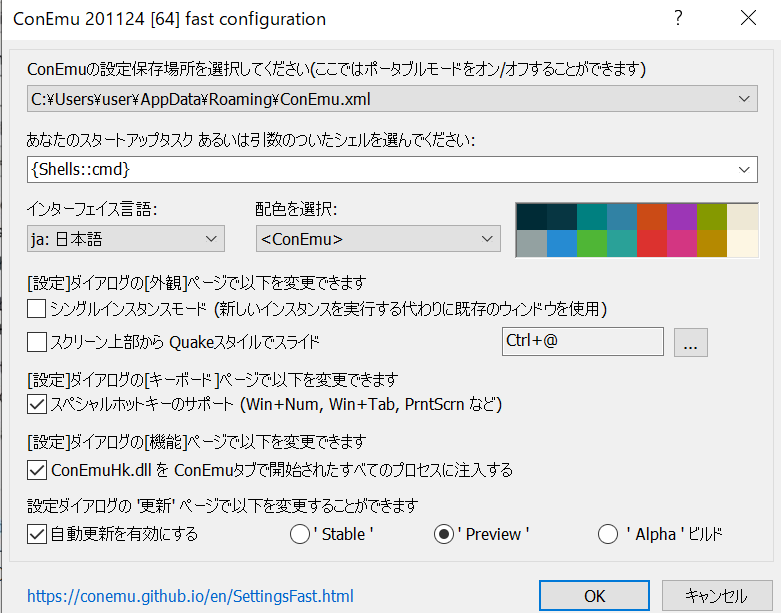 ConEmu 201124 [64] fast configuration
ConEmuの設定保存場所を選択してください(ここではポータブルモードをオン/オフすることができます)
C:¥Users¥user¥AppData¥Roaming¥ConEmu.xml
あなたのスタートアップタスク あるいは引数のついたシェルを選んでください:
{Shells::cmd}
インターフェイス言語: 配色を選択:
ja: 日本語 <ConEmu>
[設定]ダイアログの[外観]ページで以下を変更できます
シングルインスタンスモード (新しいインスタンスを実行する代わりに既存のウィンドウを使用)
スクリーン上部から Quakeスタイルでスライド Ctrl+@ ...
[設定]ダイアログの[キーボード]ページで以下を変更できます
スペシャルホットキーのサポート (Win+Num, Win+Tab, PrntScrn など)
[設定]ダイアログの[機能]ページで以下を変更できます
ConEmuHk.dll を ConEmuタブで開始されたすべてのプロセスに注入する
設定ダイアログの '更新' ページで以下を変更することができます
自動更新を有効にする ' Stable ' ' Preview ' ' Alpha ' ビルド
https://conemu.github.io/en/SettingsFast.html OK キャンセル